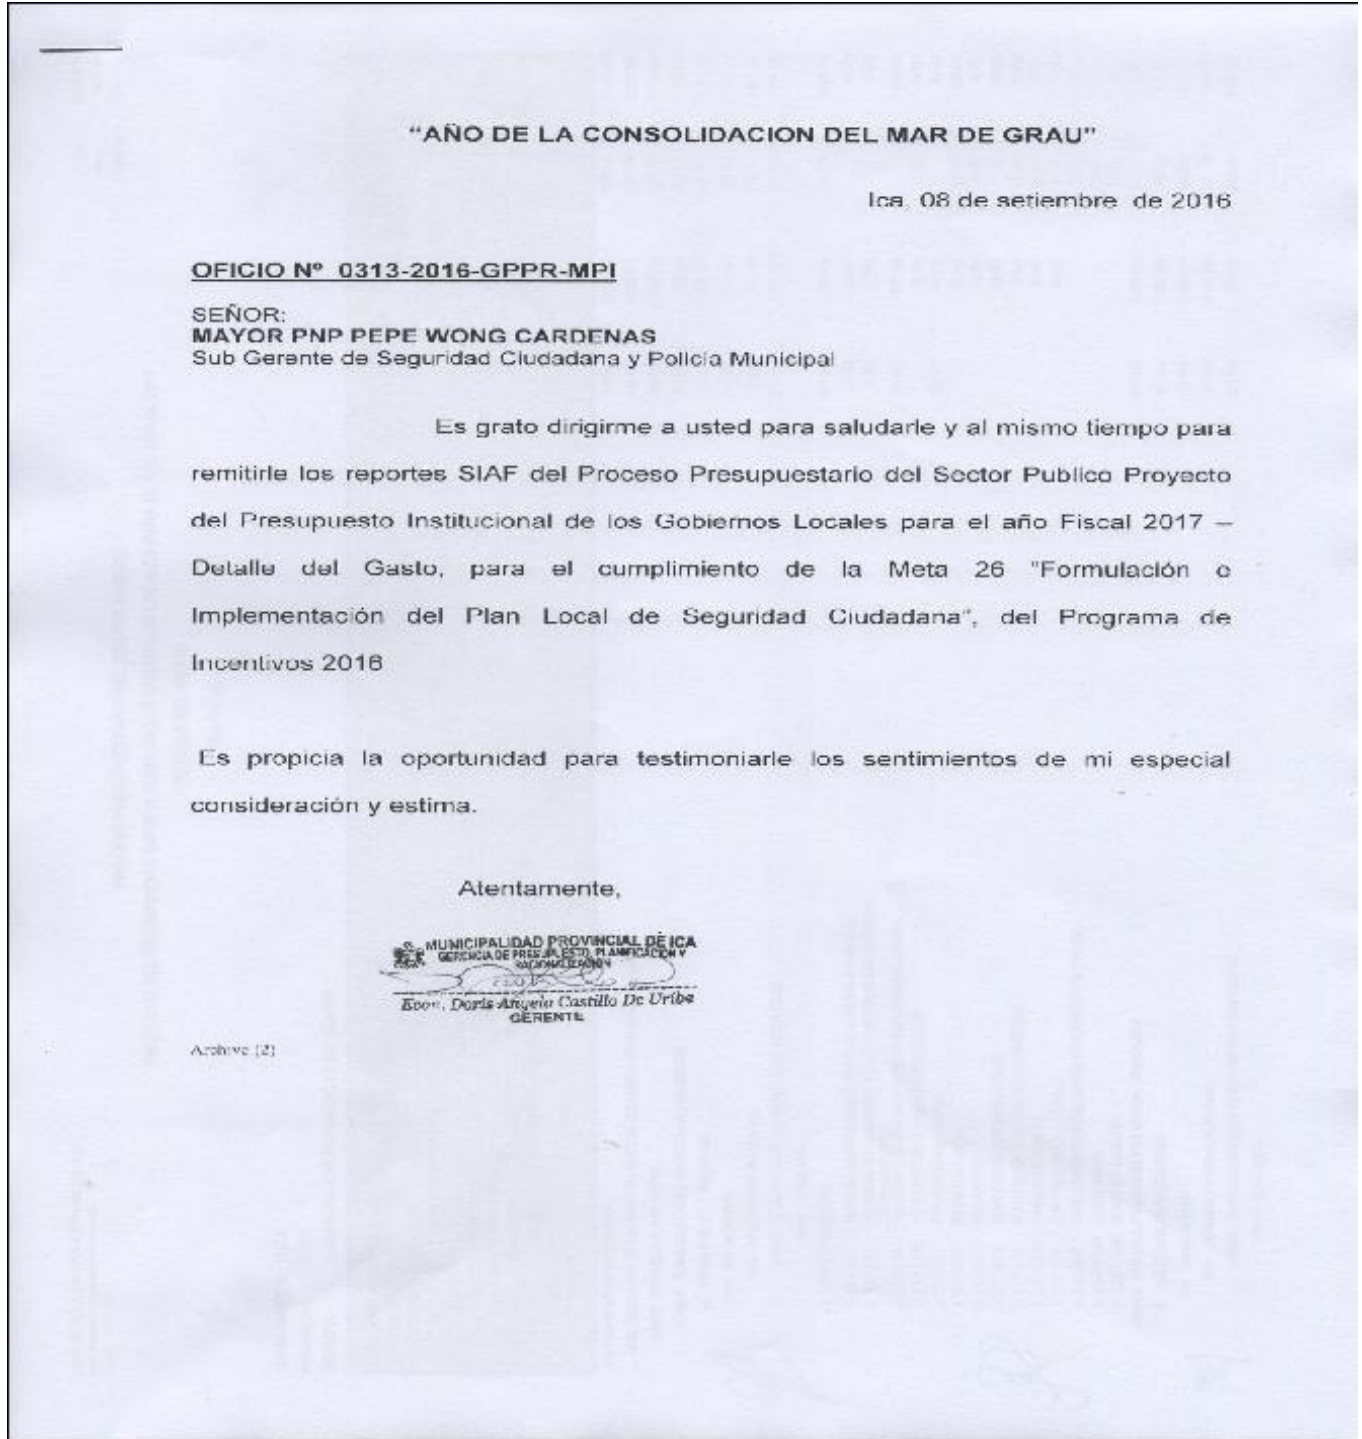 “AÑO DE LA CONSOLIDACION DEL MAR DE GRAU”
Ica, 08 de setiembre de 2016
OFICIO Nº 0313-2016-GPPR-MPI
SEÑOR:
MAYOR PNP PEPE WONG CARDENAS
Sub Gerente de Seguridad Ciudadana y Policía Municipal
Es grato dirigirme a usted para saludarle y al mismo tiempo para
remitirle los reportes SIAF del Proceso Presupuestario del Sector Publico Proyecto
del Presupuesto Institucional de los Gobiernos Locales para el año Fiscal 2017 –
Detalle del Gasto, para el cumplimiento de la Meta 26 "Formulación e
Implementación del Plan Local de Seguridad Ciudadana", del Programa de
Incentivos 2016
Es propicia la oportunidad para testimoniarle los sentimientos de mi especial
consideración y estima.
Atentamente,
MUNICIPALIDAD PROVINCIAL DE ICA
GERENCIA DE PRESUPUESTO, PLANIFICACION Y
RACIONALIZACION
Econ. Doris Angela Castillo De Uribe
GERENTE
Archivo (2)